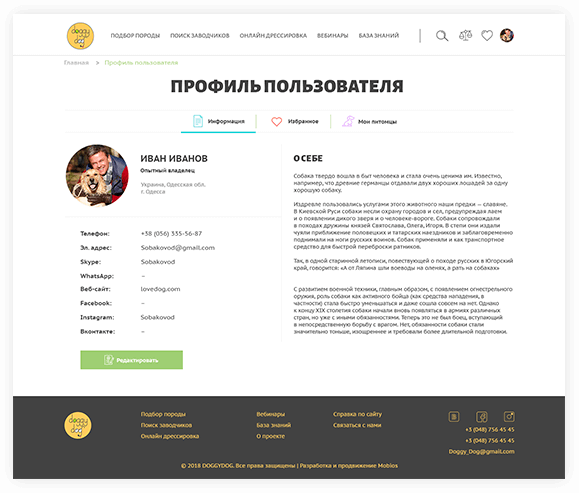 doggy dog
ПОДБОР ПОРОДЫ
ПОИСК ЗАВОДЧИКОВ
ОНЛАЙН ДРЕССИРОВКА
ВЕБИНАРЫ
БАЗА ЗНАНИЙ
Главная > Профиль пользователя
ПРОФИЛЬ ПОЛЬЗОВАТЕЛЯ
Информация
Избранное
Мои питомцы
ИВАН ИВАНОВ
Опытный владелец
Украина, Одесская обл.
г. Одесса
Телефон: +38 (056) 335-56-87
Эл. адрес: Sobakovod@gmail.com
Skype: Sobakovod
WhatsApp: –
Веб-сайт: lovedog.com
Facebook: –
Instagram: Sobakovod
Вконтакте: –
Редактировать
О СЕБЕ
Собака твердо вошла в быт человека и стала очень ценима им. Известно,
например, что древние германцы отдавали двух хороших лошадей за одну
хорошую собаку.
Издревле пользовались услугами этого животного наши предки — славяне.
В Киевской Руси собаки несли охрану городов и сел, предупреждая лаем
и о появлении дикого зверя и о человеке-вороге. Собаки сопровождали
в походах дружины князей Святослава, Олега, Игоря. В степи они издали
чуяли приближение половецких и татарских наездников и заблаговременно
поднимали на ноги русских воинов. Собак применяли и как транспортное
средство для быстрой переброски ратников.
Так, в одной старинной летописи, повествующей о походе русских в Югорский
край, говорится: «А от Ляпина шли воеводы на оленях, а рать на собаках»
С развитием военной техники, главным образом, с появлением огнестрельного
оружия, роль собаки как активного бойца (как средства нападения, в
частности) стала быстро уменьшаться и даже сошла совсем на нет. Однако
к концу XIX столетия собаки начали вновь появляться в армиях различных
стран, но уже с иными обязанностями. Теперь это не был боец, вступающий
в непосредственную борьбу с врагом. Нет, обязанности собаки стали
значительно тоньше, изощреннее и требовали более длительной подготовки.
doggy dog
Подбор породы
Поиск заводчиков
Онлайн дрессировка
Вебинары
База знаний
О проекте
Справка по сайту
Связаться с нами
+3 (048) 756 45 45
+3 (048) 756 45 45
Doggy_Dog@gmail.com
© 2018 DOGGYDOG. Все права защищены | Разработка и продвижение Mobios